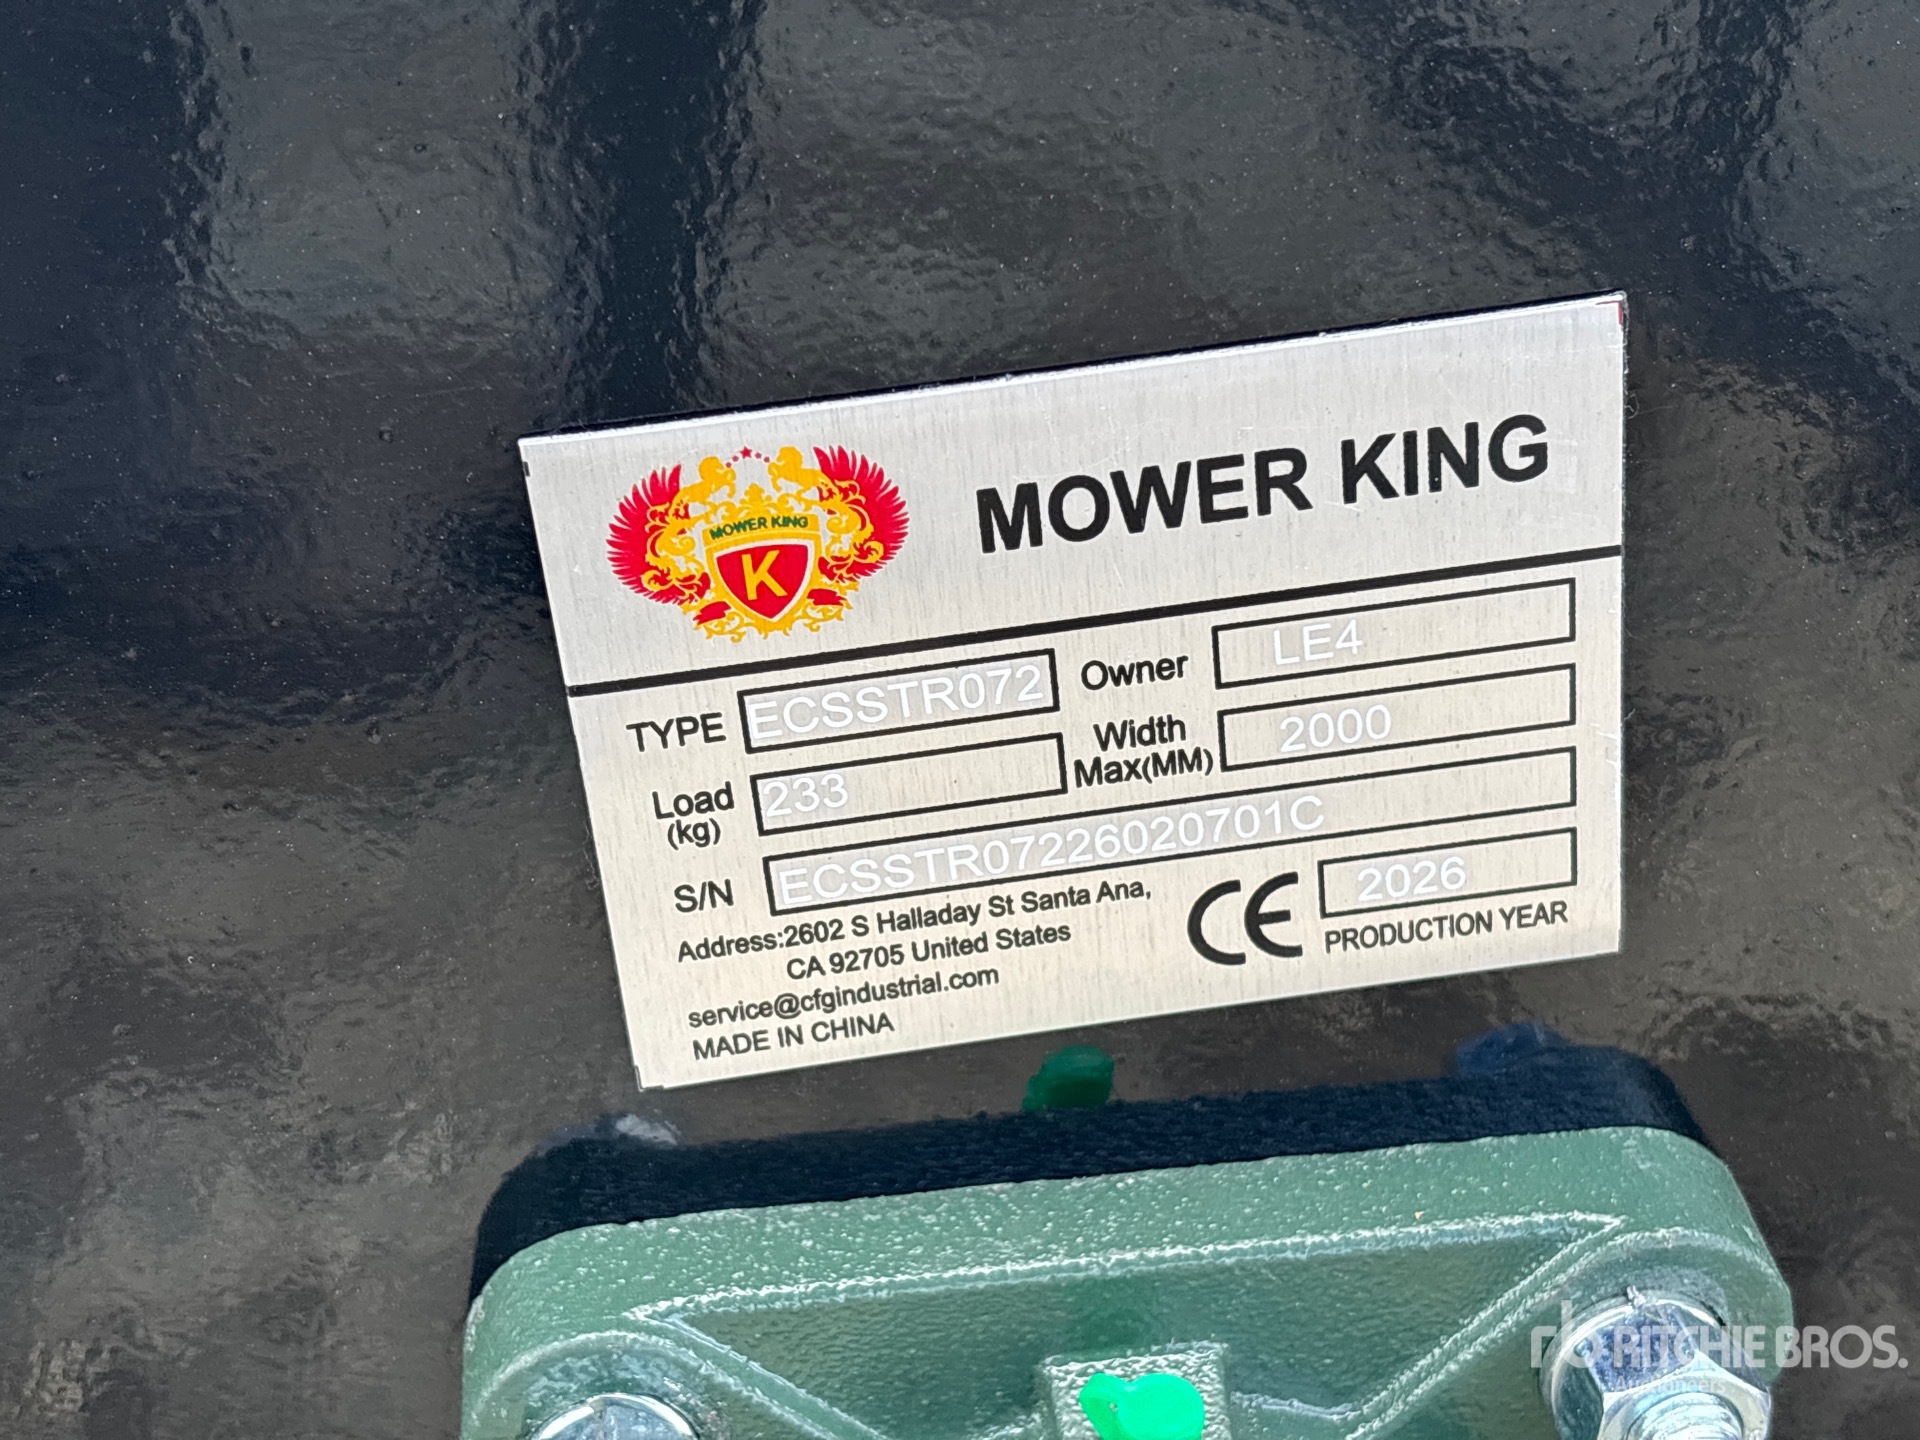 MOWER KING
K
MOWER KING
TYPE ECSSTR072 Owner LE4
Load (kg) 233 Width Max(MM) 2000
S/N ECSSTR07226020701C
Address:2602 S Halladay St Santa Ana,
CA 92705 United States
service@cfgindustrial.com
MADE IN CHINA
CE 2026
PRODUCTION YEAR
rb RITCHIE BROS.
Auctioneers